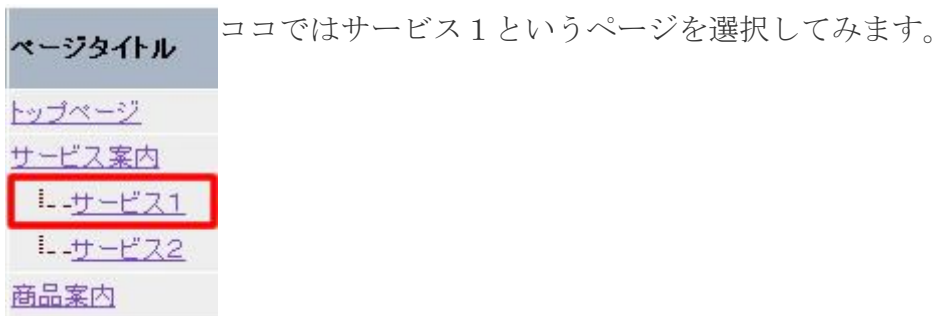 ページタイトル
ココではサービス１というページを選択してみます。
トップページ
サービス案内
サービス1
サービス2
商品案内